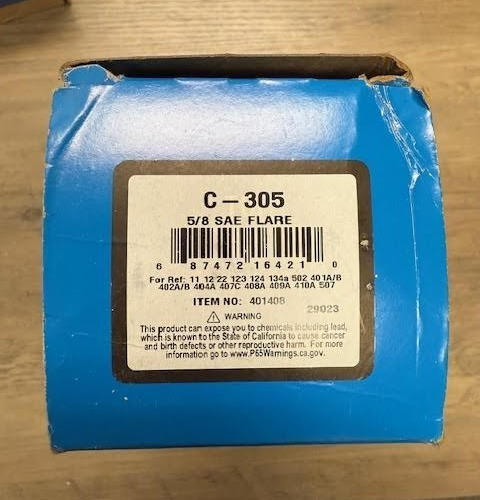 C - 305
5/8 SAE FLARE
6 87472 16421 0
For Ref: 11 12 22 123 124 134a 502 401A/B
402A/B 404A 407C 408A 409A 410A 507
ITEM NO: 401408
29023
WARNING
This product can expose you to chemicals including lead,
which is known to the State of California to cause cancer
and birth defects or other reproductive harm. For more
information go to www.P65Warnings.ca.gov.